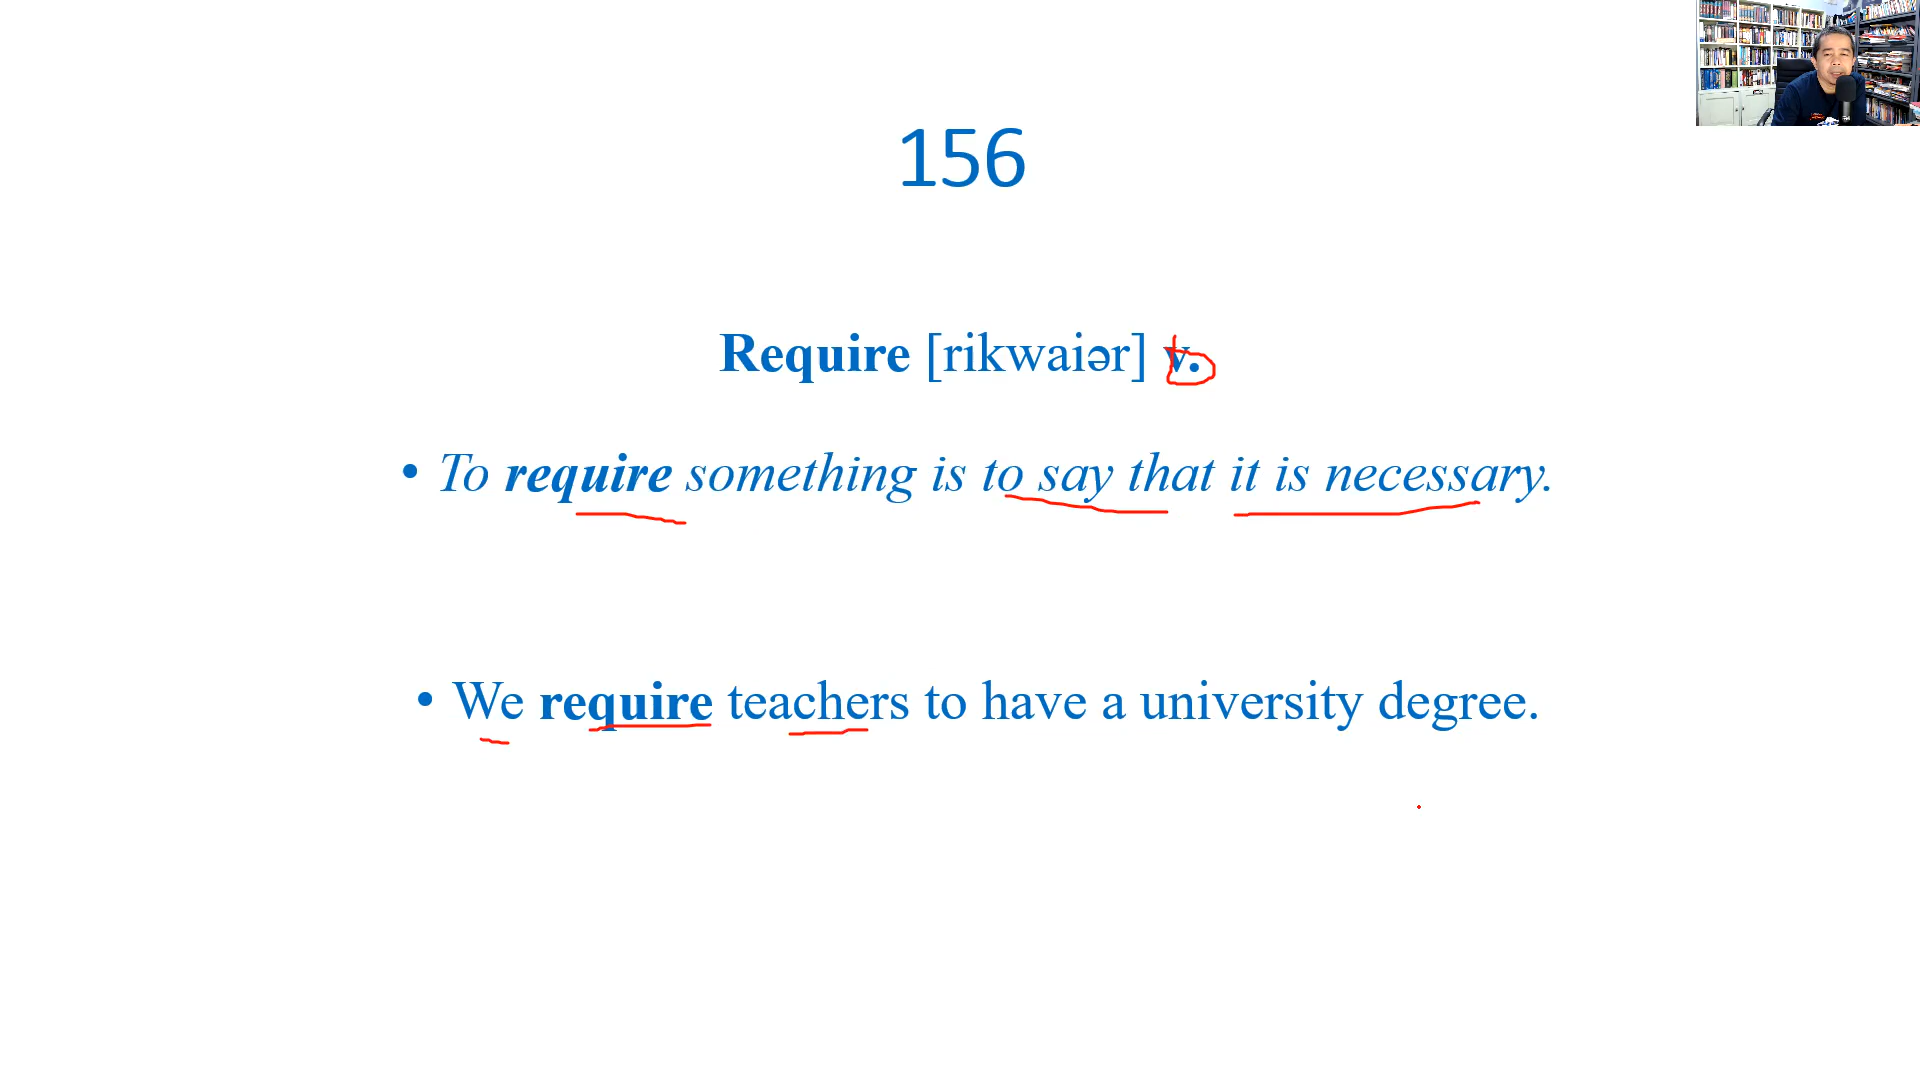 156
Require [rikwaiər] v.
• To require something is to say that it is necessary.
• We require teachers to have a university degree.